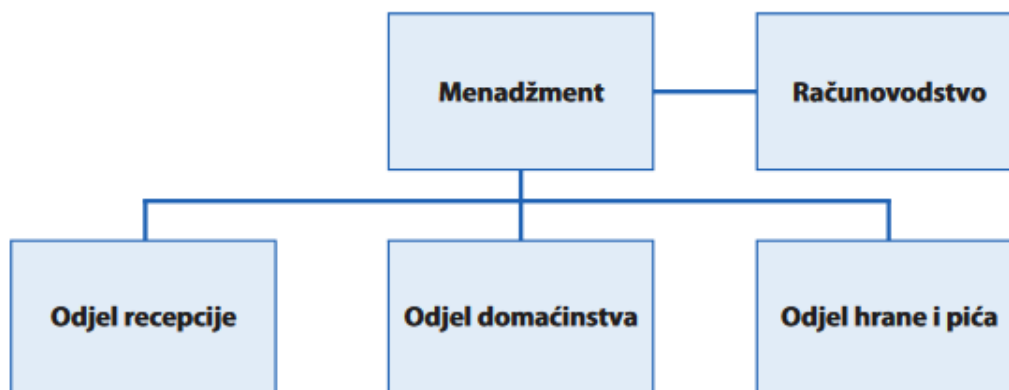 Menadžment
Računovodstvo
Odjel recepcije
Odjel domaćinstva
Odjel hrane i pića